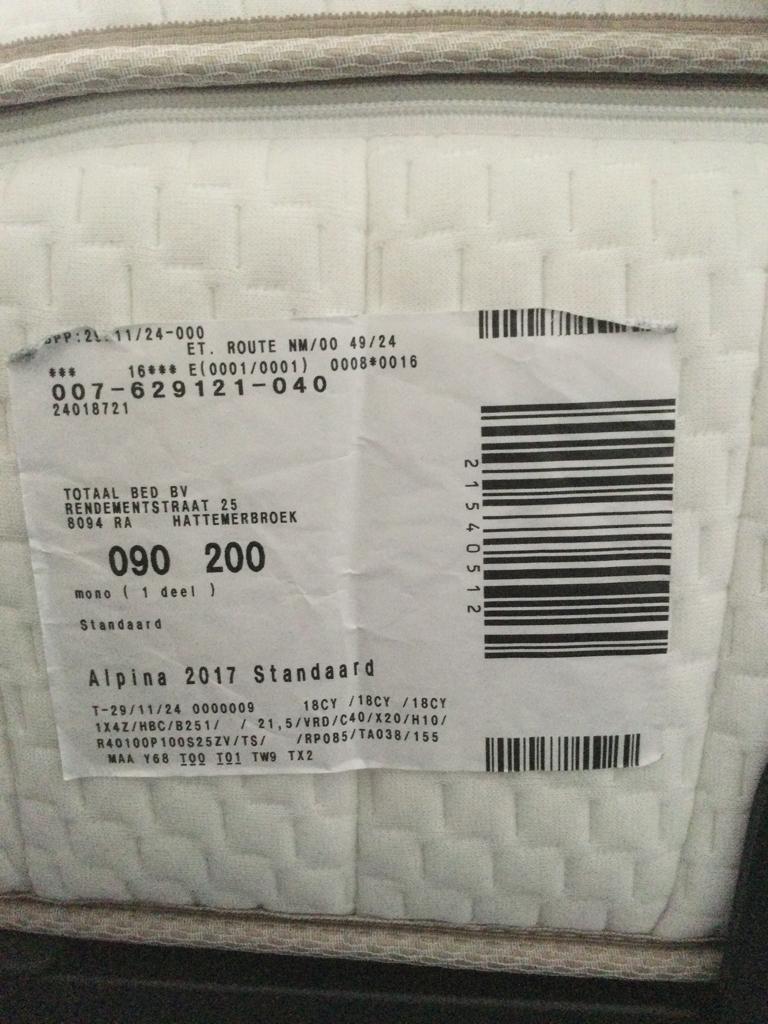 11/24-000
ET. ROUTE NM/00 49/24
*** 16*** E(0001/0001) 0008*0016
007-629121-040
24018721
TOTAAL BED BV
RENDEMENTSTRAAT 25
8094 RA HATTEMERBROEK
090 200
mono ( 1 deel )
Standaard
Alpina 2017 Standaard
T-29/11/24 0000009 18CY /18CY /18CY
1X4Z/HBC/B251/ / 21,5/VRD/C40/X20/H10/
R40100P100S25ZV/TS/ /RP085/TA038/155
MAA Y68 T00 T01 TW9 TX2
21540512